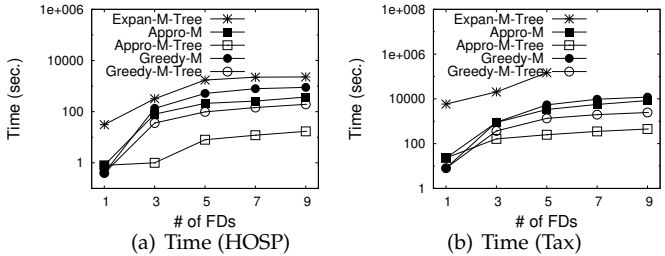 1e+006
10000
100
1
Time (sec.)
Expan-M-Tree
Appro-M
Appro-M-Tree
Greedy-M
Greedy-M-Tree
1 3 5 7 9
# of FDs
(a) Time (HOSP)
1e+008
1e+006
10000
100
1
Time (sec.)
Expan-M-Tree
Appro-M
Appro-M-Tree
Greedy-M
Greedy-M-Tree
1 3 5 7 9
# of FDs
(b) Time (Tax)